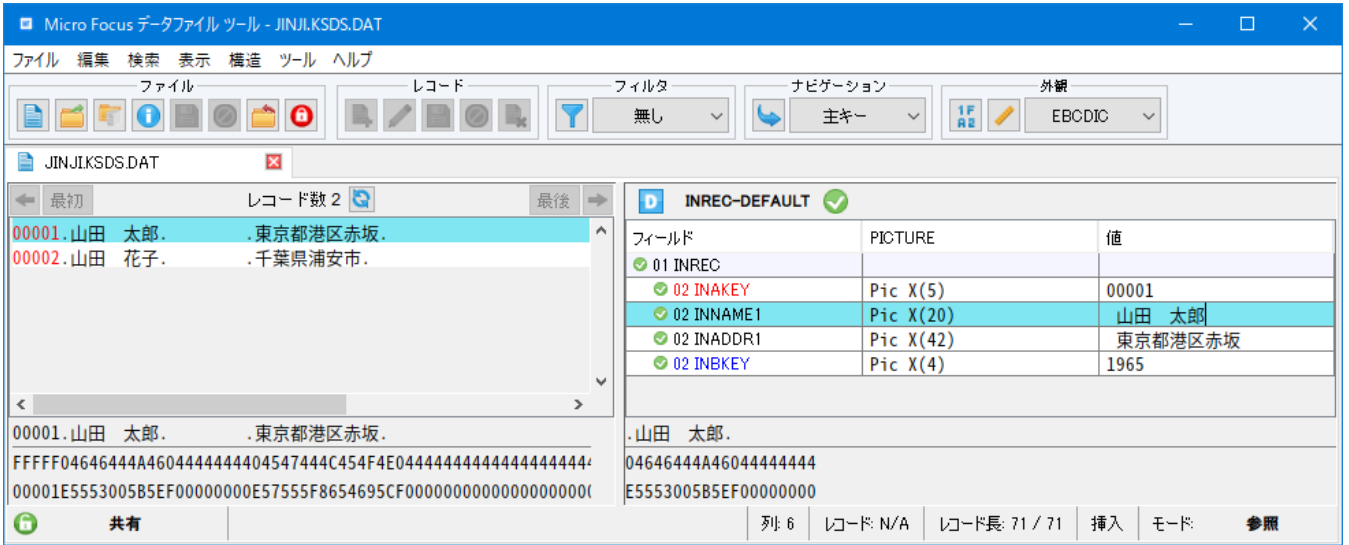 Micro Focus データファイル ツール - JINJI.KSDS.DAT
ファイル 編集 検索 表示 構造 ツール ヘルプ
ファイル レコード フィルタ ナビゲーション 外観
無し 主キー 1F A2 EBCDIC
JINJI.KSDS.DAT
最初 レコード数 2 最後
00001.山田　太郎.　　　　.東京都港区赤坂.
00002.山田　花子.　　　　.千葉県浦安市.
D INREC-DEFAULT
フィールド PICTURE 値
01 INREC
02 INAKEY Pic X(5) 00001
02 INNAME1 Pic X(20) 山田　太郎
02 INADDR1 Pic X(42) 東京都港区赤坂
02 INBKEY Pic X(4) 1965
00001.山田　太郎.　　　　.東京都港区赤坂.
.山田　太郎.
04646444A46044444444
E5553005B5EF00000000
共有 列: 6 レコード: N/A レコード長: 71 / 71 挿入 モード: 参照